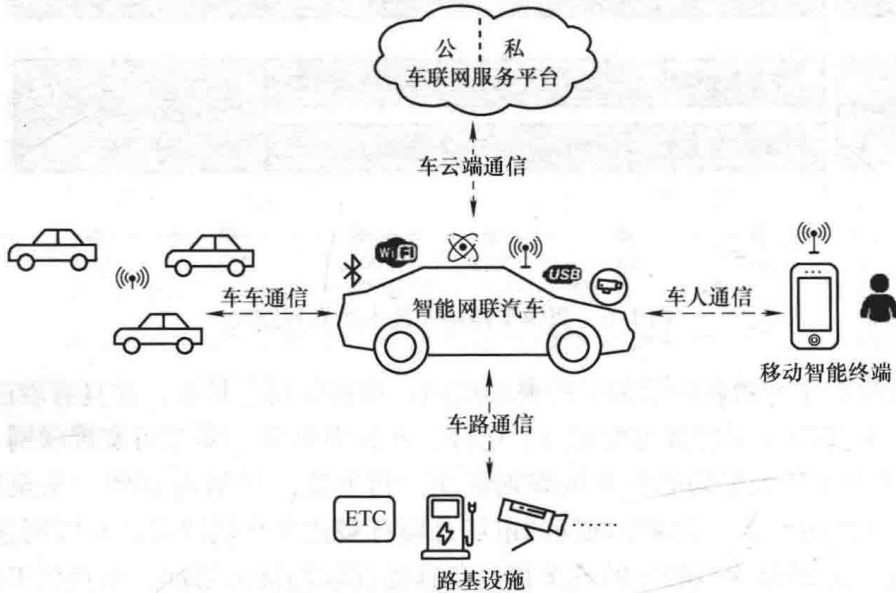 公 私
车联网服务平台
车云端通信
WiFi
USB
车车通信
智能网联汽车
车人通信
移动智能终端
车路通信
ETC
……
路基设施